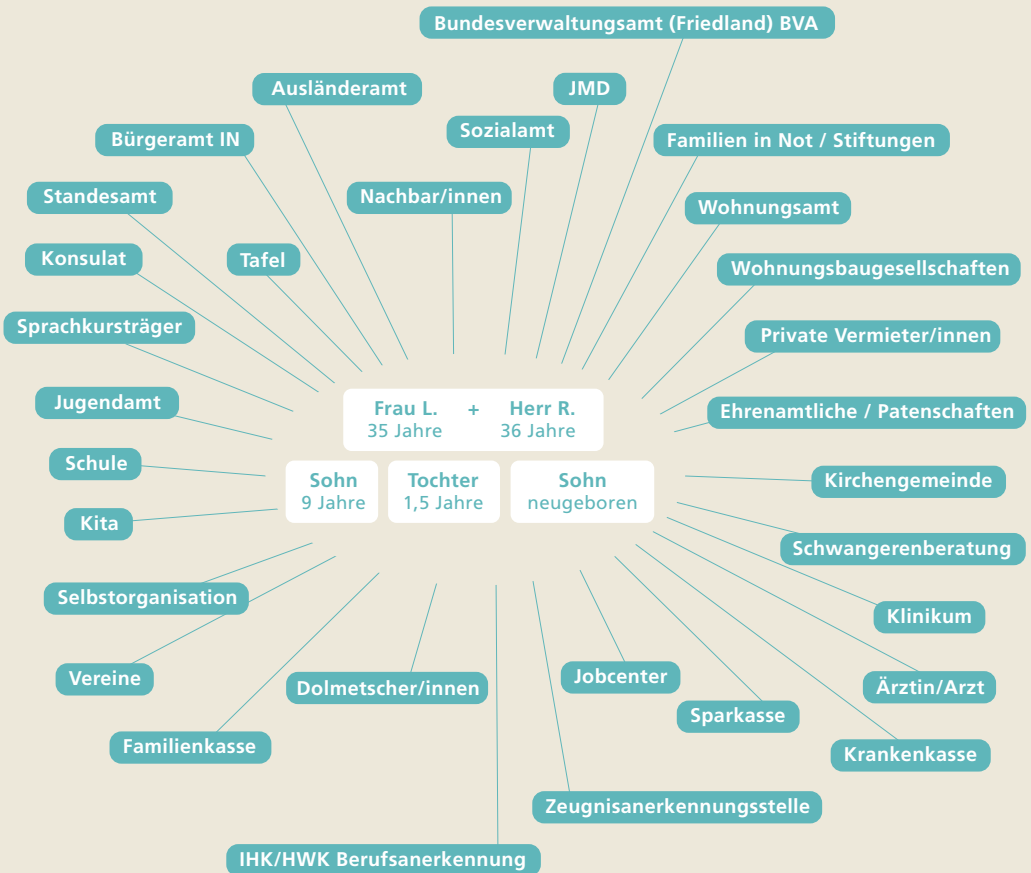 Bundesverwaltungsamt (Friedland) BVA
Ausländeramt
JMD
Sozialamt
Bürgeramt IN
Familien in Not / Stiftungen
Standesamt
Nachbar/innen
Wohnungsamt
Konsulat
Tafel
Wohnungsbaugesellschaften
Sprachkursträger
Private Vermieter/innen
Jugendamt
Frau L. + Herr R.
35 Jahre 36 Jahre
Ehrenamtliche / Patenschaften
Schule
Sohn
9 Jahre
Tochter
1,5 Jahre
Sohn
neugeboren
Kirchengemeinde
Kita
Schwangerenberatung
Selbstorganisation
Klinikum
Vereine
Dolmetscher/innen
Jobcenter
Ärztin/Arzt
Sparkasse
Familienkasse
Krankenkasse
Zeugnisanerkennungsstelle
IHK/HWK Berufsanerkennung